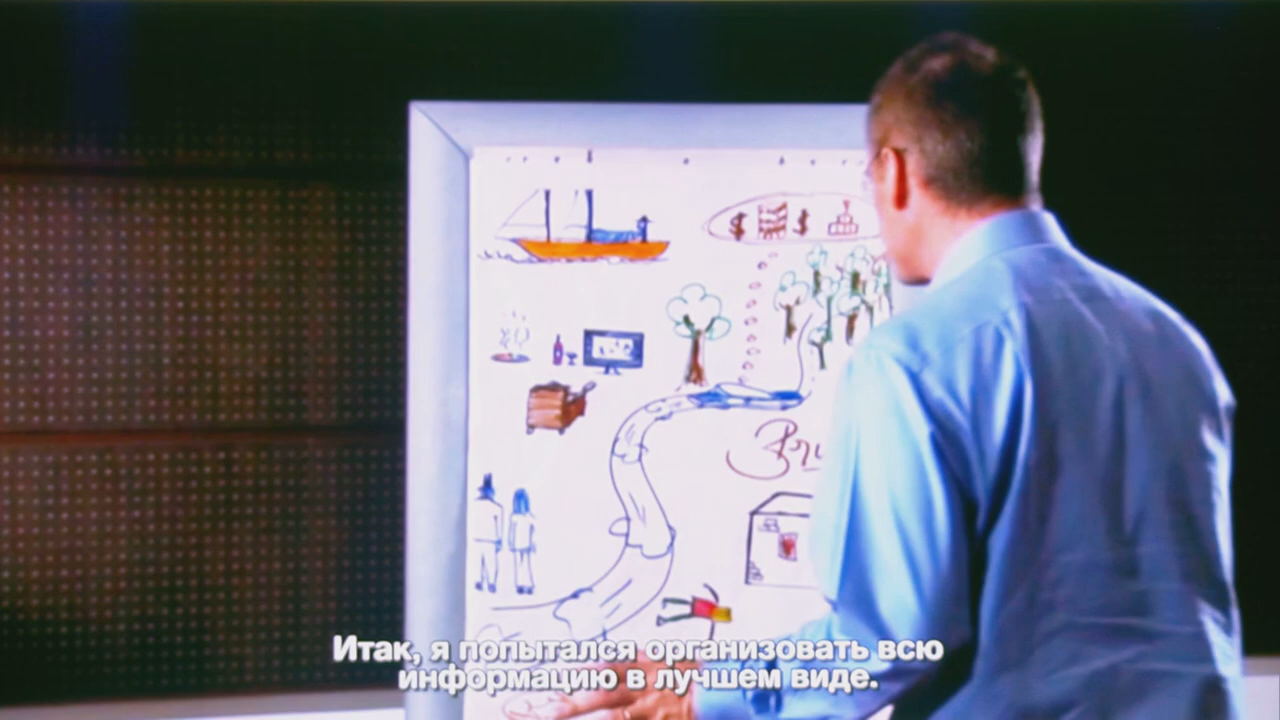 $ $
Итак, я попытался организовать всю
информацию в лучшем виде.